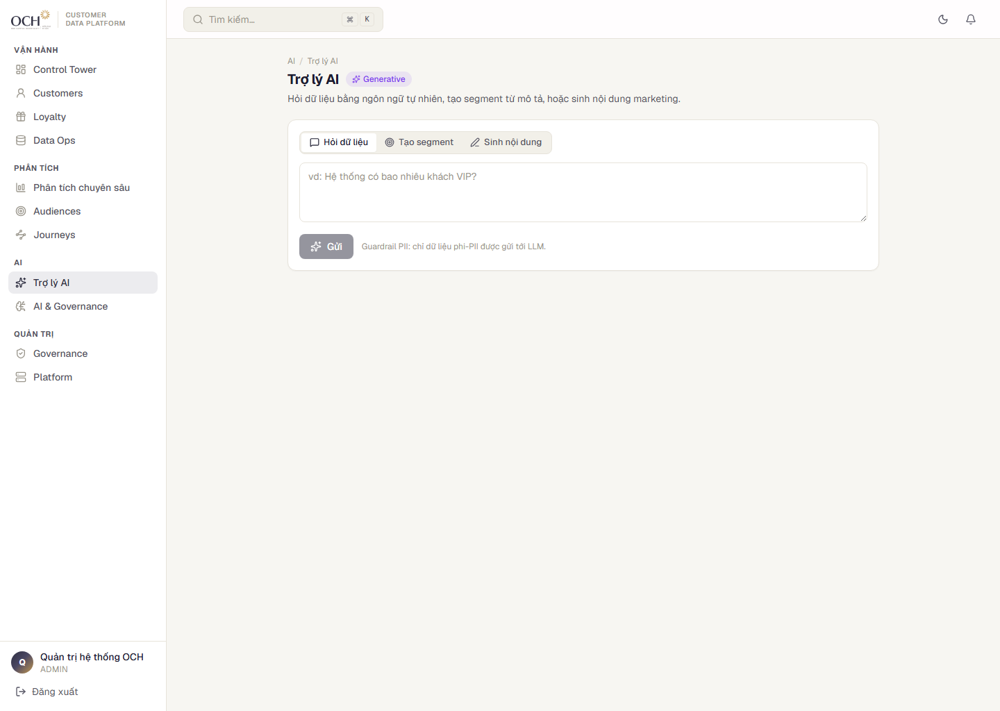 OCH
CUSTOMER
DATA PLATFORM
VẬN HÀNH
Control Tower
Customers
Loyalty
Data Ops
PHÂN TÍCH
Phân tích chuyên sâu
Audiences
Journeys
AI
Trợ lý AI
AI & Governance
QUẢN TRỊ
Governance
Platform
Q
Quản trị hệ thống OCH
ADMIN
Đăng xuất
Tìm kiếm...
⌘ K
AI / Trợ lý AI
Trợ lý AI
Generative
Hỏi dữ liệu bằng ngôn ngữ tự nhiên, tạo segment từ mô tả, hoặc sinh nội dung marketing.
Hỏi dữ liệu
Tạo segment
Sinh nội dung
vd: Hệ thống có bao nhiêu khách VIP?
Gửi
Guardrail PII: chỉ dữ liệu phi-PII được gửi tới LLM.